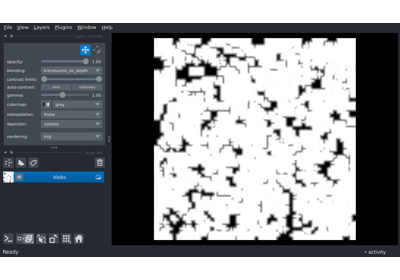 File View Layers Plugins Window Help
opacity: 1.00
blending: translucent_no_depth
contrast limits:
auto-contrast: once continuous
gamma: 1.00
colormap: gray
interpolation: linear
depiction: volume
rendering: mip
blobs
Ready
activity